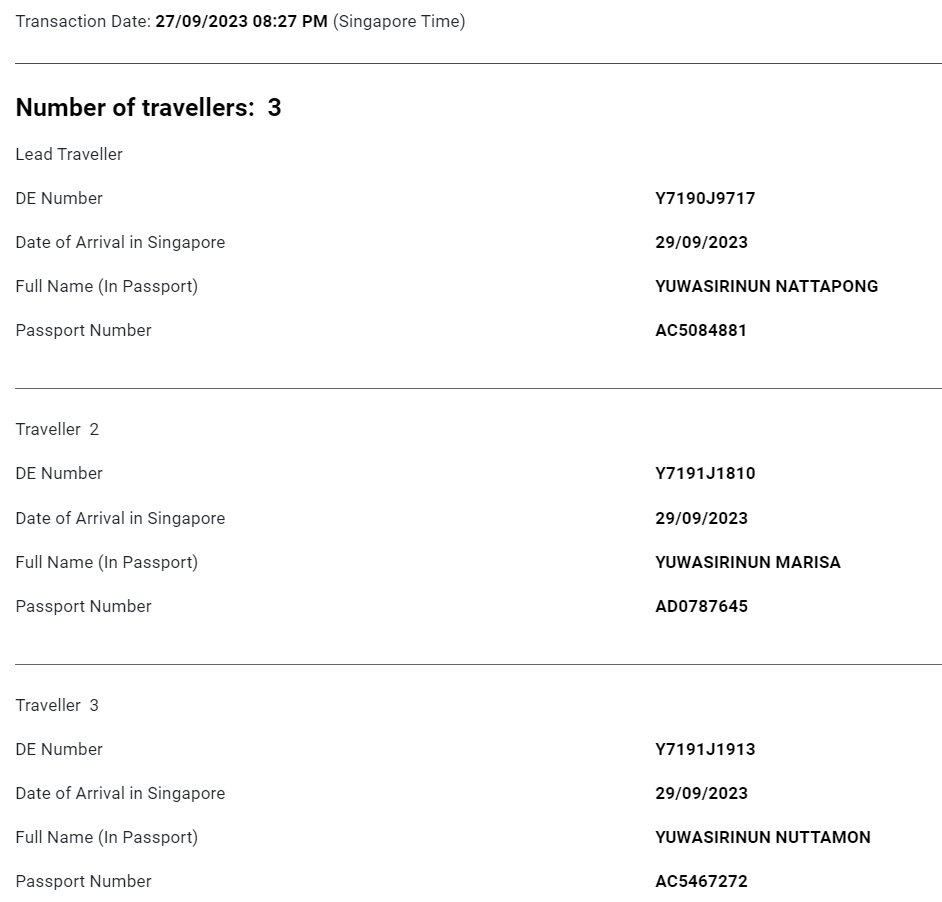 Transaction Date: 27/09/2023 08:27 PM (Singapore Time)
Number of travellers: 3
Lead Traveller
DE Number Y7190J9717
Date of Arrival in Singapore 29/09/2023
Full Name (In Passport) YUWASIRINUN NATTAPONG
Passport Number AC5084881
Traveller 2
DE Number Y7191J1810
Date of Arrival in Singapore 29/09/2023
Full Name (In Passport) YUWASIRINUN MARISA
Passport Number AD0787645
Traveller 3
DE Number Y7191J1913
Date of Arrival in Singapore 29/09/2023
Full Name (In Passport) YUWASIRINUN NUTTAMON
Passport Number AC5467272